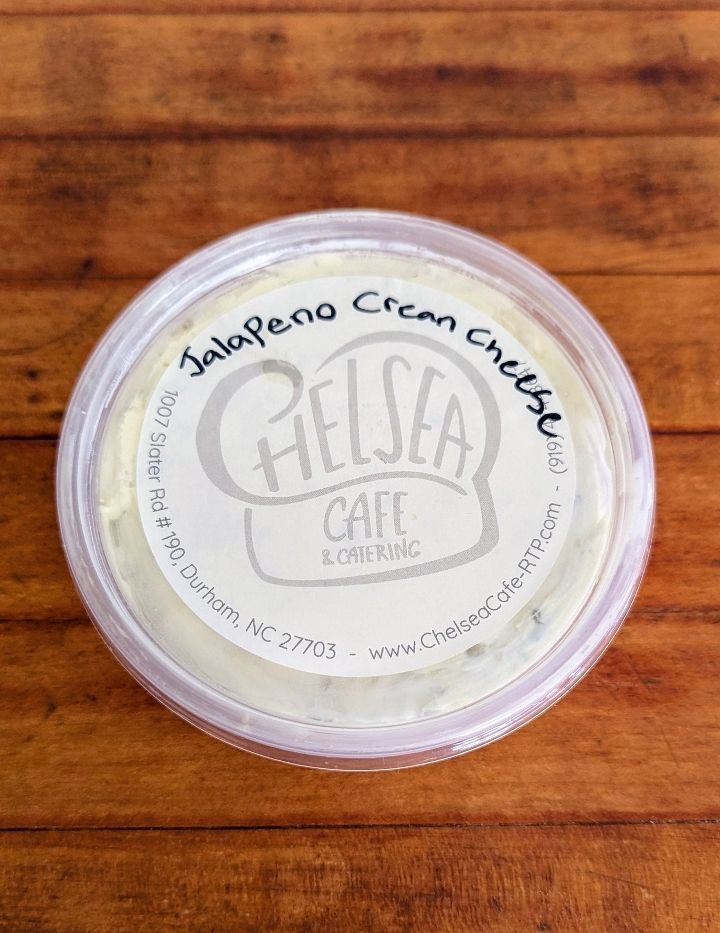 Jalapeno Crean Cheese
CHELSEA
CAFE
& CATERING
1007 Slater Rd #190, Durham, NC 27703 - www.ChelseaCafe-RTP.com - (919)